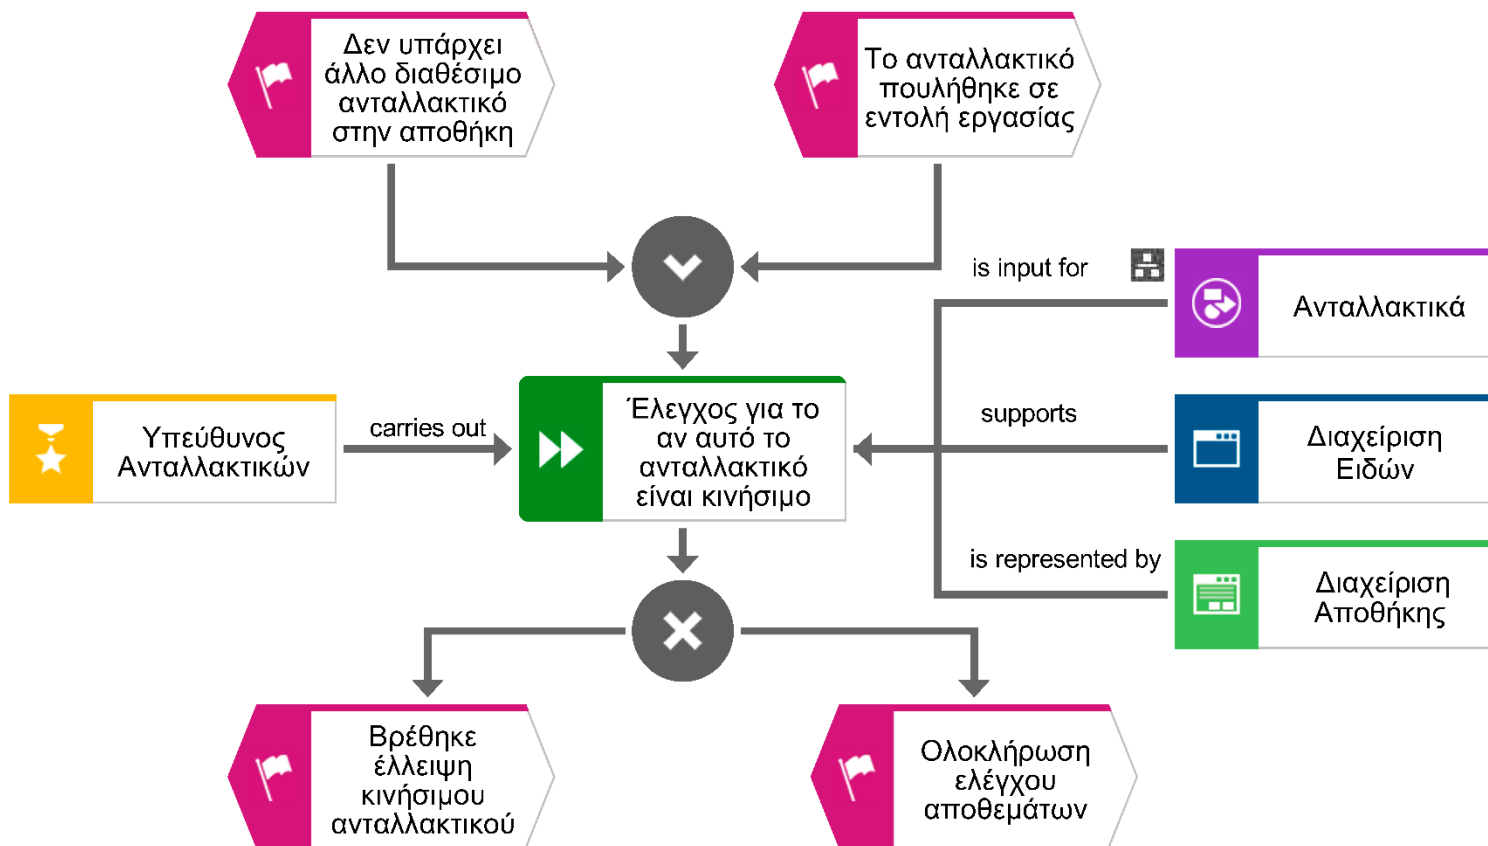 Δεν υπάρχει
άλλο διαθέσιμο
ανταλλακτικό
στην αποθήκη
Το ανταλλακτικό
πουλήθηκε σε
εντολή εργασίας
is input for
Ανταλλακτικά
Υπεύθυνος
Ανταλλακτικών
carries out
Έλεγχος για το
αν αυτό το
ανταλλακτικό
είναι κινήσιμο
supports
Διαχείριση
Ειδών
is represented by
Διαχείριση
Αποθήκης
Βρέθηκε
έλλειψη
κινήσιμου
ανταλλακτικού
Ολοκλήρωση
ελέγχου
αποθεμάτων